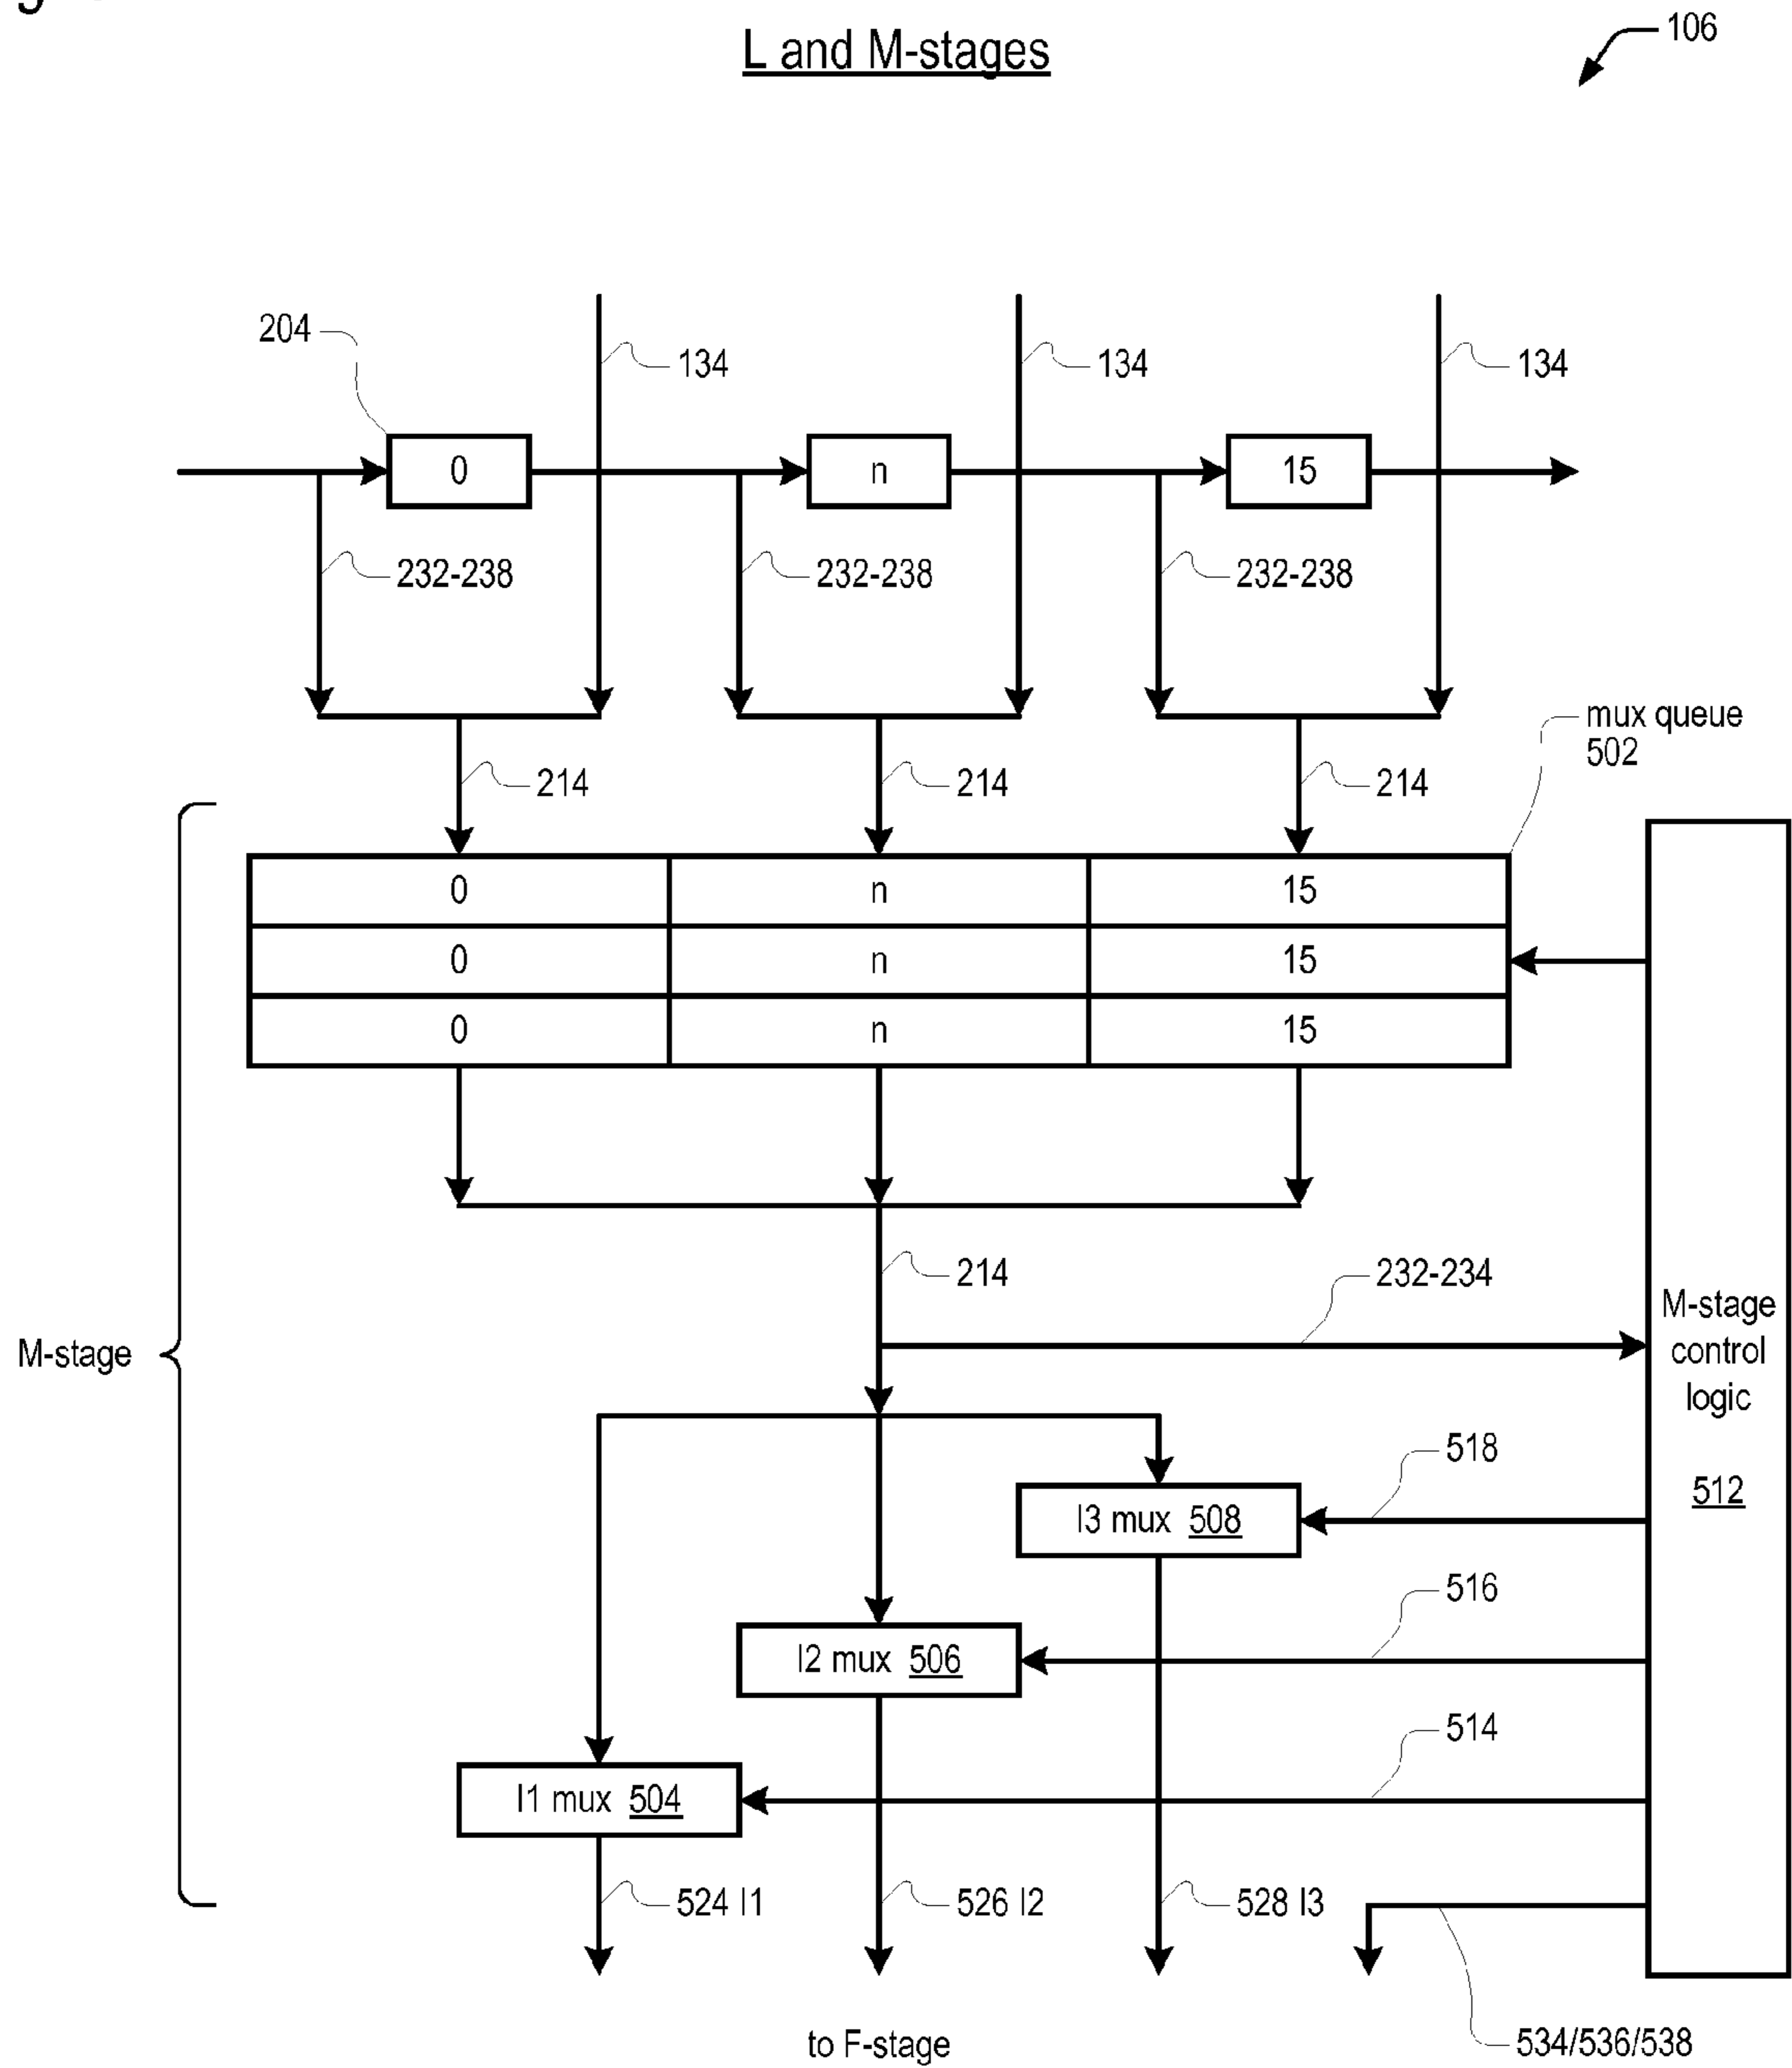 L and M-stages
106
204
134
134
134
0
n
15
232-238
232-238
232-238
mux queue
502
214
214
214
0
n
15
0
n
15
0
n
15
214
232-234
M-stage
M-stage
control
logic
512
518
I3 mux 508
516
I2 mux 506
514
I1 mux 504
524 I1
526 I2
528 I3
to F-stage
534/536/538